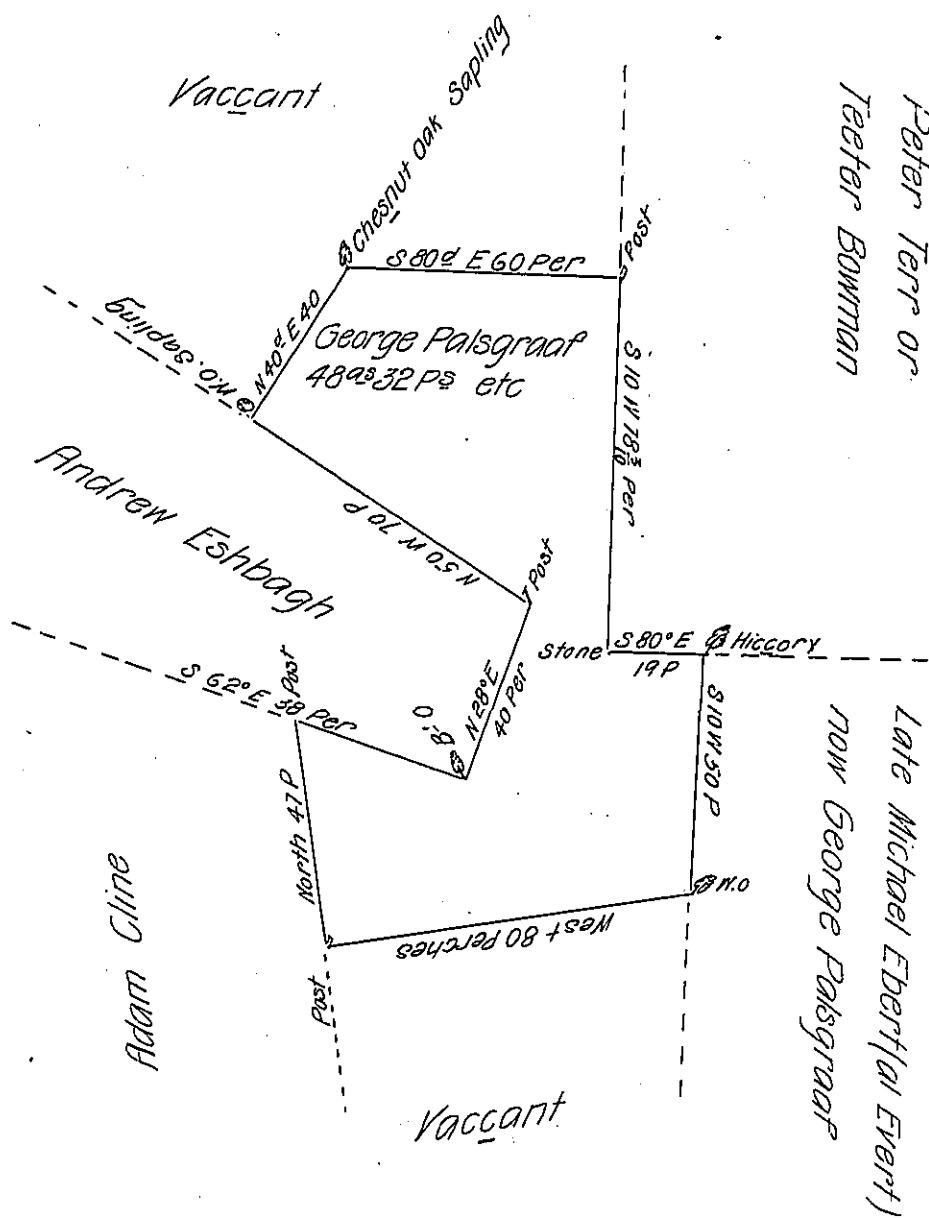 Vaccant
Chesnut Oak Sapling
Peter Terr or
Teeter Bowman
Post
S 80d E 60 Per
N 40d E 40
George Palsgraaf
48as 32 Ps etc
W.O. Sapling
S 10 W 78 3/10 Per
Andrew Eshbagh
N 50 W 70 P
Post
Stone
S 80° E
19 P
Hiccory
S 62° E 38 Per
Post
B.O
N 28° E
40 Per
S 10 W 50 P
Late Michael Ebert (al Evert)
now George Palsgraaf
North 47 P
W.O
West 80 Perches
Adam Cline
Post
Vaccant